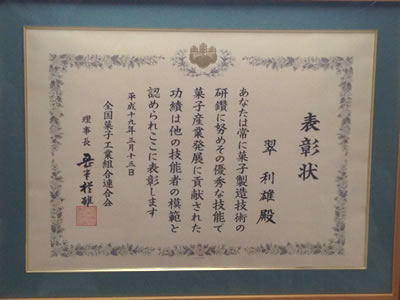 表彰状
翠 利雄 殿
あなたは常に菓子製造技術の
研鑽に努めその優秀な技能で
菓子産業発展に貢献された
功績は他の技能者の模範と
認められここに表彰します
平成十九年三月十三日
全国菓子工業組合連合会
理事長